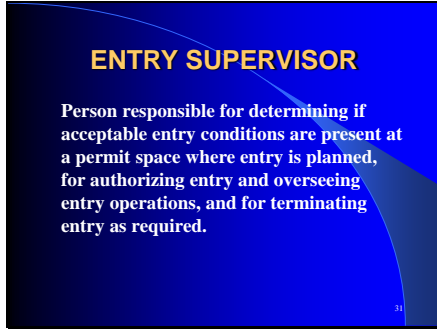 ENTRY SUPERVISOR
Person responsible for determining if
acceptable entry conditions are present at
a permit space where entry is planned,
for authorizing entry and overseeing
entry operations, and for terminating
entry as required.
31